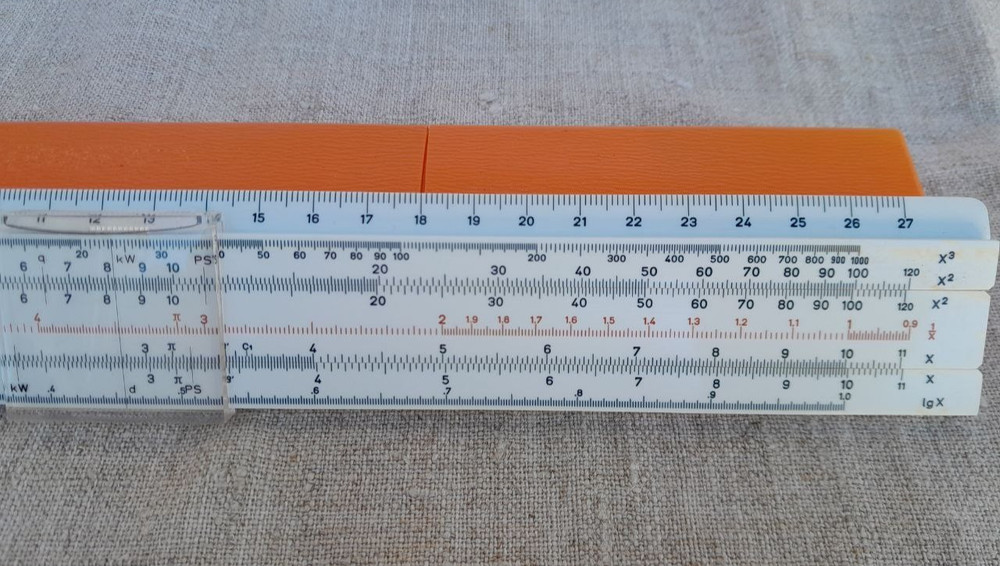 11 12 13 15 16 17 18 19 20 21 22 23 24 25 26 27
q 20 kW 30 PS 0 50 60 70 80 90 100 200 300 400 500 600 700 800 900 1000 x³
6 7 8 9 10 20 30 40 50 60 70 80 90 100 120 x²
6 7 8 9 10 20 30 40 50 60 70 80 90 100 120 x²
4 π 3 2 1,9 1,8 1,7 1,6 1,5 1,4 1,3 1,2 1,1 1 0,9 1/x
3 π C₁ 4 5 6 7 8 9 10 11 x
3 π 4 5 6 7 8 9 10 11 x
kW .4 d .5 PS .6 .7 .8 .9 1,0 lg x